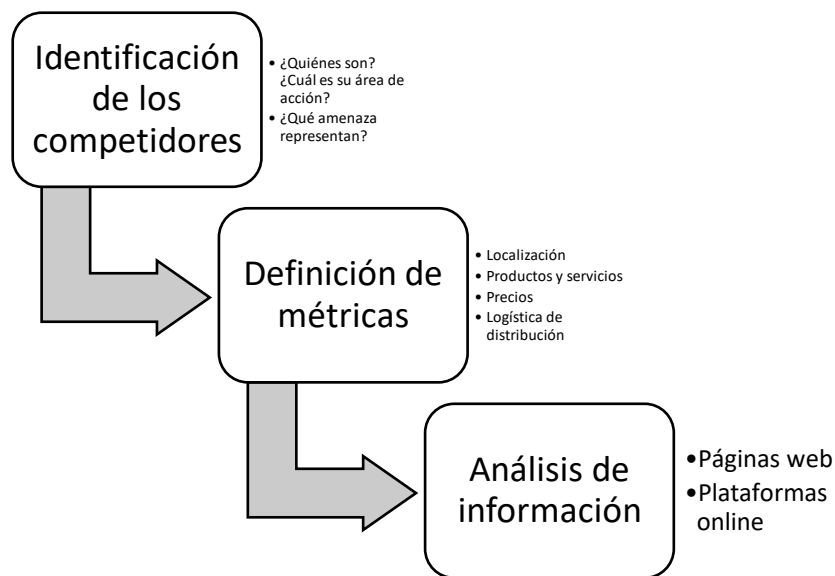 Identificación
de los
competidores
• ¿Quiénes son?
¿Cuál es su área de
acción?
• ¿Qué amenaza
representan?
Definición de
métricas
• Localización
• Productos y servicios
• Precios
• Logística de
distribución
Análisis de
información
•Páginas web
•Plataformas
online